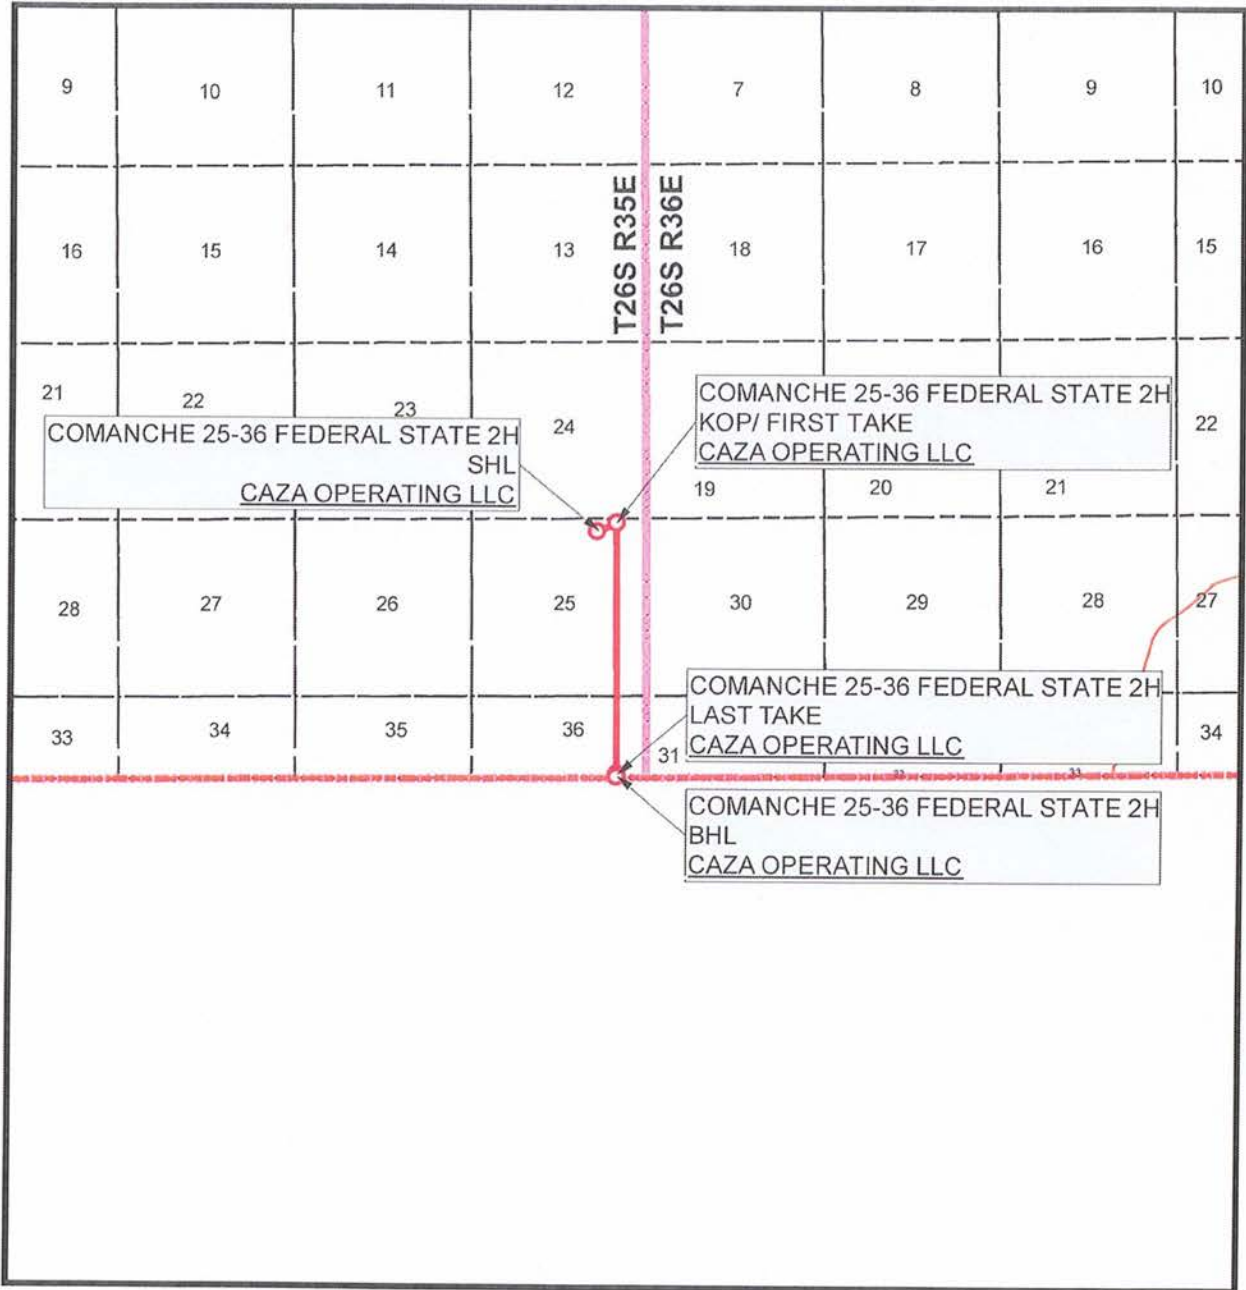 9 10 11 12 7 8 9 10
16 15 14 13 18 17 16 15
T26S R35E
T26S R36E
21 22 23 24 22
COMANCHE 25-36 FEDERAL STATE 2H
KOP/ FIRST TAKE
CAZA OPERATING LLC
COMANCHE 25-36 FEDERAL STATE 2H
SHL
CAZA OPERATING LLC
19 20 21
28 27 26 25 30 29 28 27
COMANCHE 25-36 FEDERAL STATE 2H
LAST TAKE
CAZA OPERATING LLC
33 34 35 36 31 34
33
COMANCHE 25-36 FEDERAL STATE 2H
BHL
CAZA OPERATING LLC